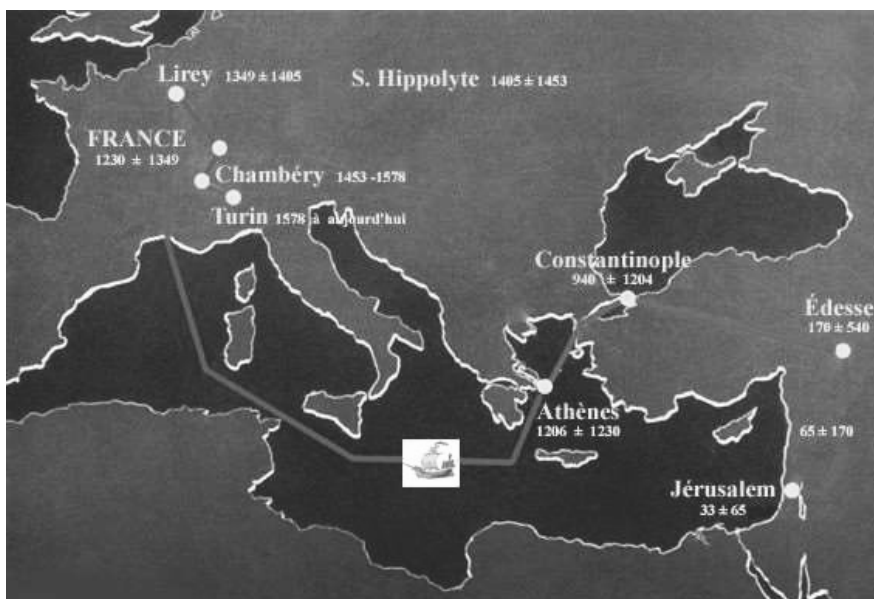 Lirey 1349 ± 1405
S. Hippolyte 1405 ± 1453
FRANCE
1230 ± 1349
Chambéry 1453 -1578
Turin 1578 à aujourd'hui
Constantinople
940 ± 1204
Édesse
170 ± 540
Athènes
1206 ± 1230
65 ± 170
Jérusalem
33 ± 65